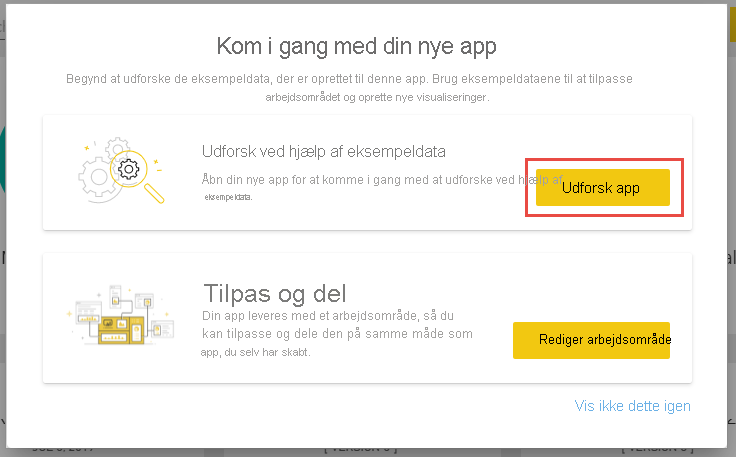 Kom i gang med din nye app
Begynd at udforske de eksempeldata, der er oprettet til denne app. Brug eksempeldataene til at tilpasse
arbejdsområdet og oprette nye visualiseringer.
Udforsk ved hjælp af eksempeldata
Åbn din nye app for at komme i gang med at udforske ved hjælp af
eksempeldata.
Udforsk app
Tilpas og del
Din app leveres med et arbejdsområde, så du
kan tilpasse og dele den på samme måde som
app, du selv har skabt.
Rediger arbejdsområde
Vis ikke dette igen